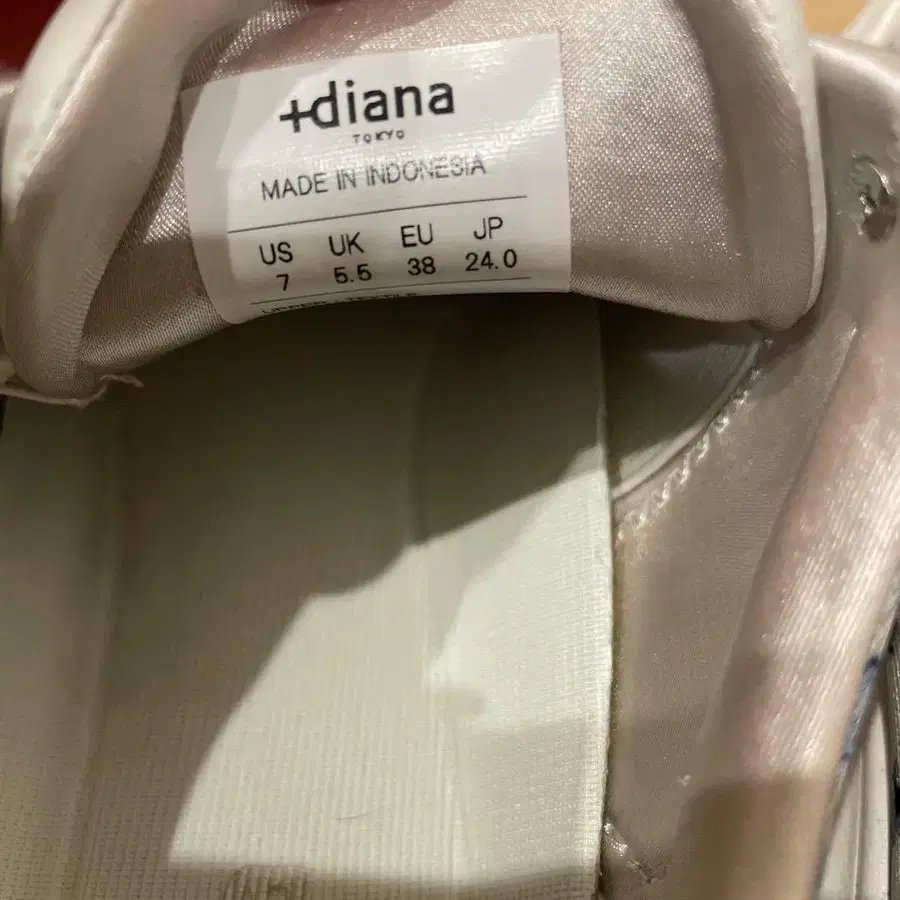 +diana
TOKYO
MADE IN INDONESIA
US UK EU JP
7 5.5 38 24.0